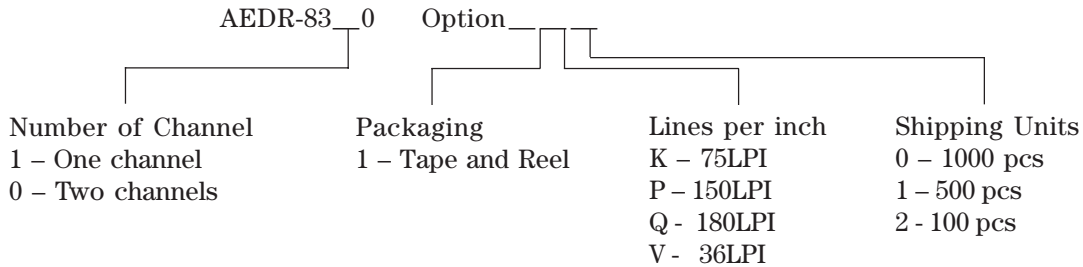 AEDR-83__0 Option__ __ __
Number of Channel
1 – One channel
0 – Two channels
Packaging
1 – Tape and Reel
Lines per inch
K – 75LPI
P – 150LPI
Q - 180LPI
V - 36LPI
Shipping Units
0 – 1000 pcs
1 – 500 pcs
2 - 100 pcs